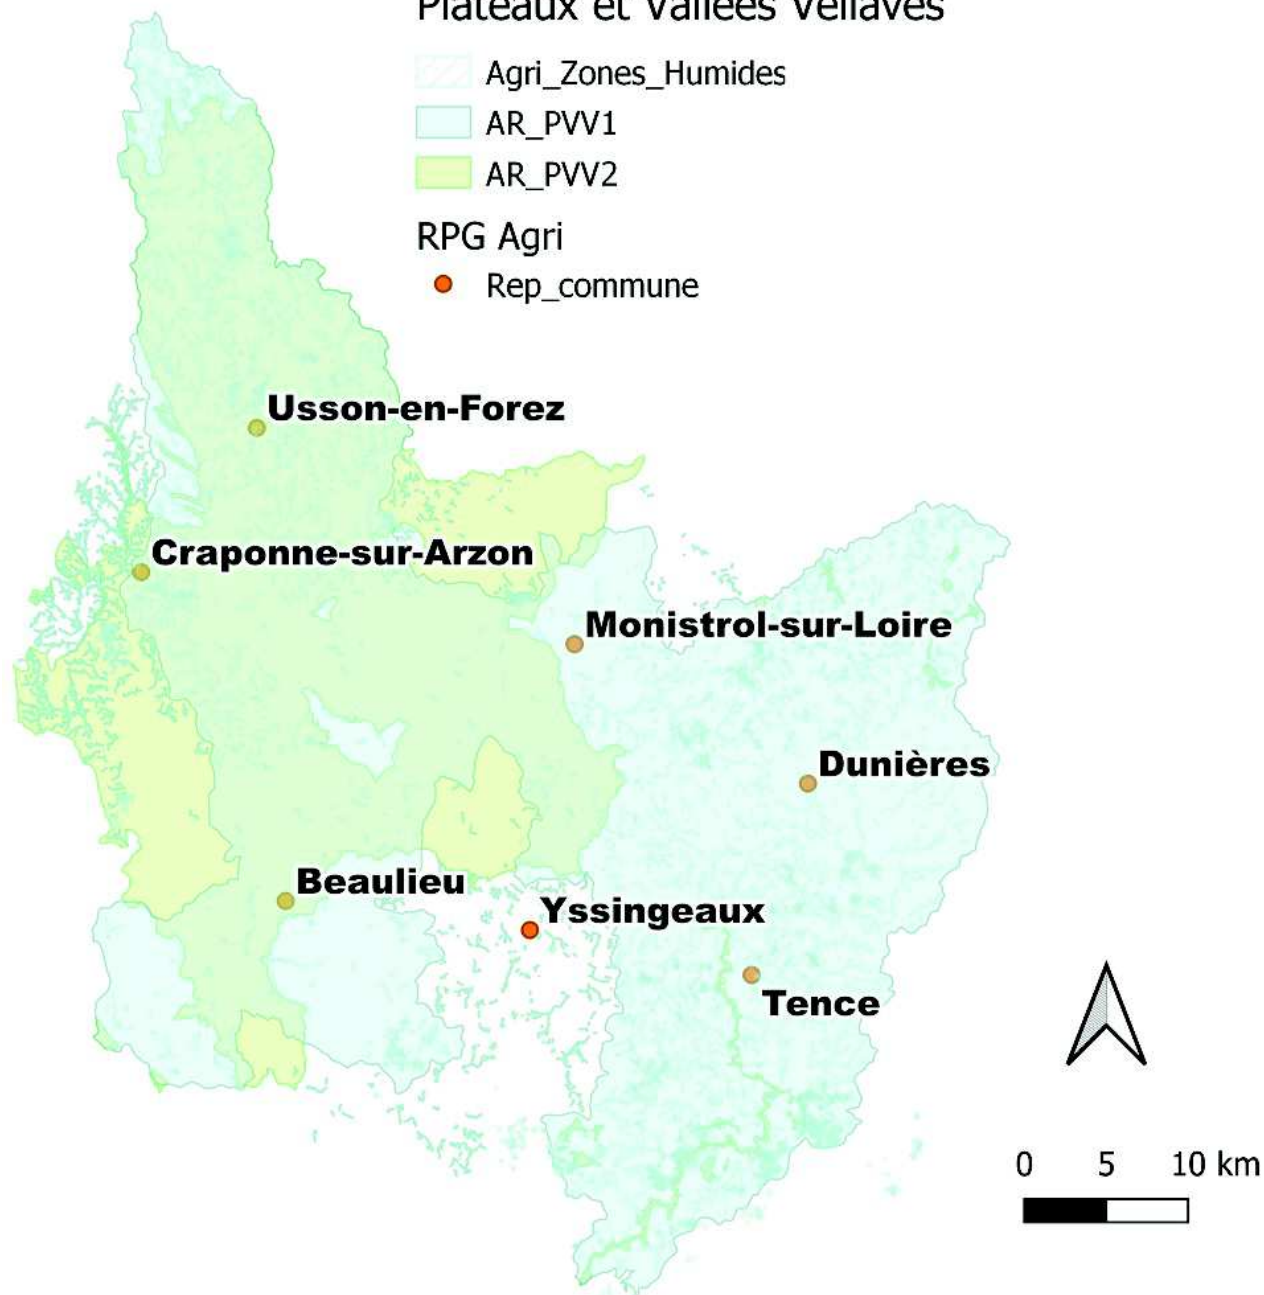 Plateaux et Vallées Vellaves
Agri_Zones_Humides
AR_PVV1
AR_PVV2
RPG Agri
Rep_commune
Usson-en-Forez
Craponne-sur-Arzon
Monistrol-sur-Loire
Dunières
Beaulieu
Yssingeaux
Tence
0 5 10 km